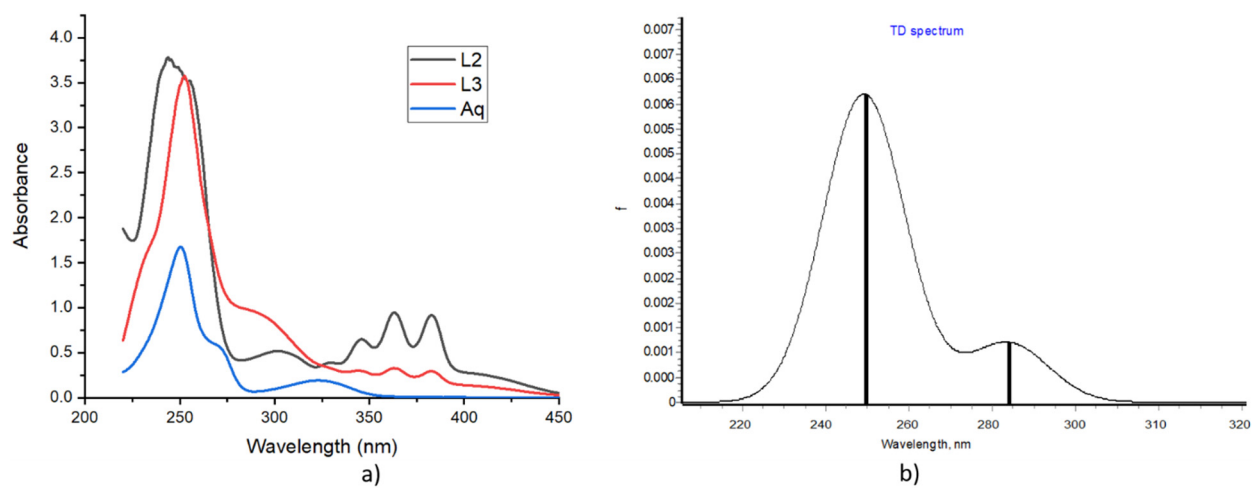 4.0
3.5
3.0
2.5
2.0
1.5
1.0
0.5
0.0
Absorbance
L2
L3
Aq
200 250 300 350 400 450
Wavelength (nm)
a)
TD spectrum
0.007
0.007
0.006
0.006
0.005
0.005
0.004
0.004
0.003
0.003
0.002
0.002
0.001
0.001
0.000
0
f
220 240 260 280 300 310 320
Wavelength, nm
b)